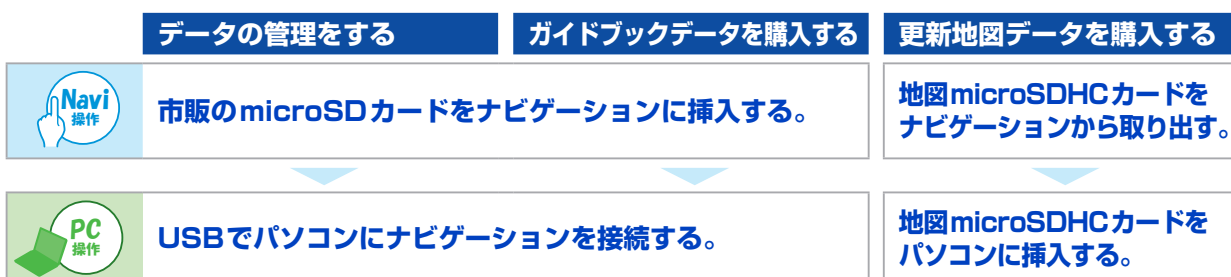 データの管理をする
ガイドブックデータを購入する
更新地図データを購入する
Navi
操作
市販のmicroSDカードをナビゲーションに挿入する。
地図microSDHCカードを
ナビゲーションから取り出す。
PC
操作
USBでパソコンにナビゲーションを接続する。
地図microSDHCカードを
パソコンに挿入する。